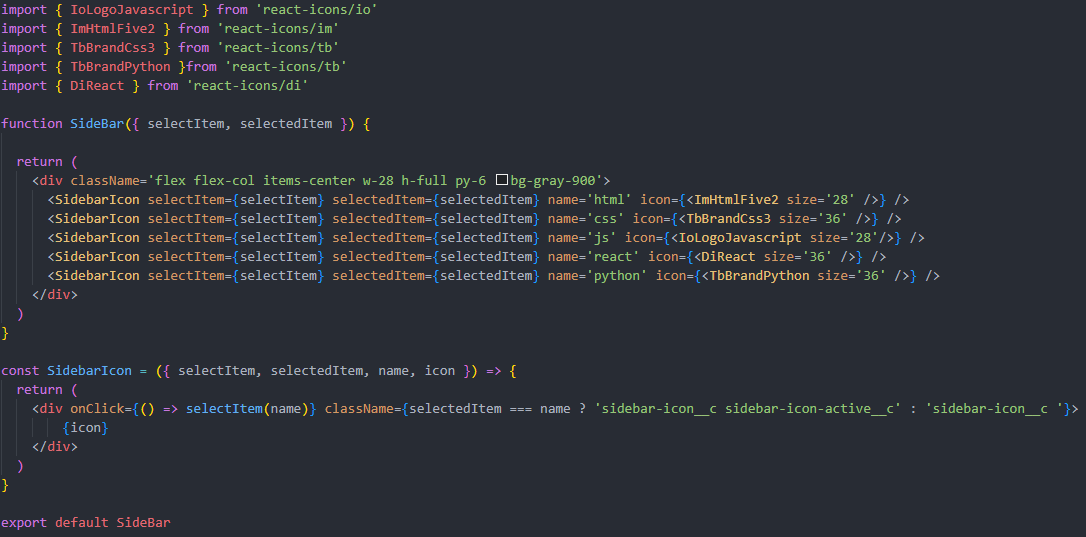 import { IoLogoJavascript } from 'react-icons/io'
import { ImHtmlFive2 } from 'react-icons/im'
import { TbBrandCss3 } from 'react-icons/tb'
import { TbBrandPython }from 'react-icons/tb'
import { DiReact } from 'react-icons/di'

function SideBar({ selectItem, selectedItem }) {

  return (
    <div className='flex flex-col items-center w-28 h-full py-6 bg-gray-900'>
      <SidebarIcon selectItem={selectItem} selectedItem={selectedItem} name='html' icon={<ImHtmlFive2 size='28' />} />
      <SidebarIcon selectItem={selectItem} selectedItem={selectedItem} name='css' icon={<TbBrandCss3 size='36' />} />
      <SidebarIcon selectItem={selectItem} selectedItem={selectedItem} name='js' icon={<IoLogoJavascript size='28'/>} />
      <SidebarIcon selectItem={selectItem} selectedItem={selectedItem} name='react' icon={<DiReact size='36' />} />
      <SidebarIcon selectItem={selectItem} selectedItem={selectedItem} name='python' icon={<TbBrandPython size='36' />} />
    </div>
  )
}

const SidebarIcon = ({ selectItem, selectedItem, name, icon }) => {
  return (
    <div onClick={() => selectItem(name)} className={selectedItem === name ? 'sidebar-icon__c sidebar-icon-active__c' : 'sidebar-icon__c '}>
        {icon}
    </div>
  )
}

export default SideBar